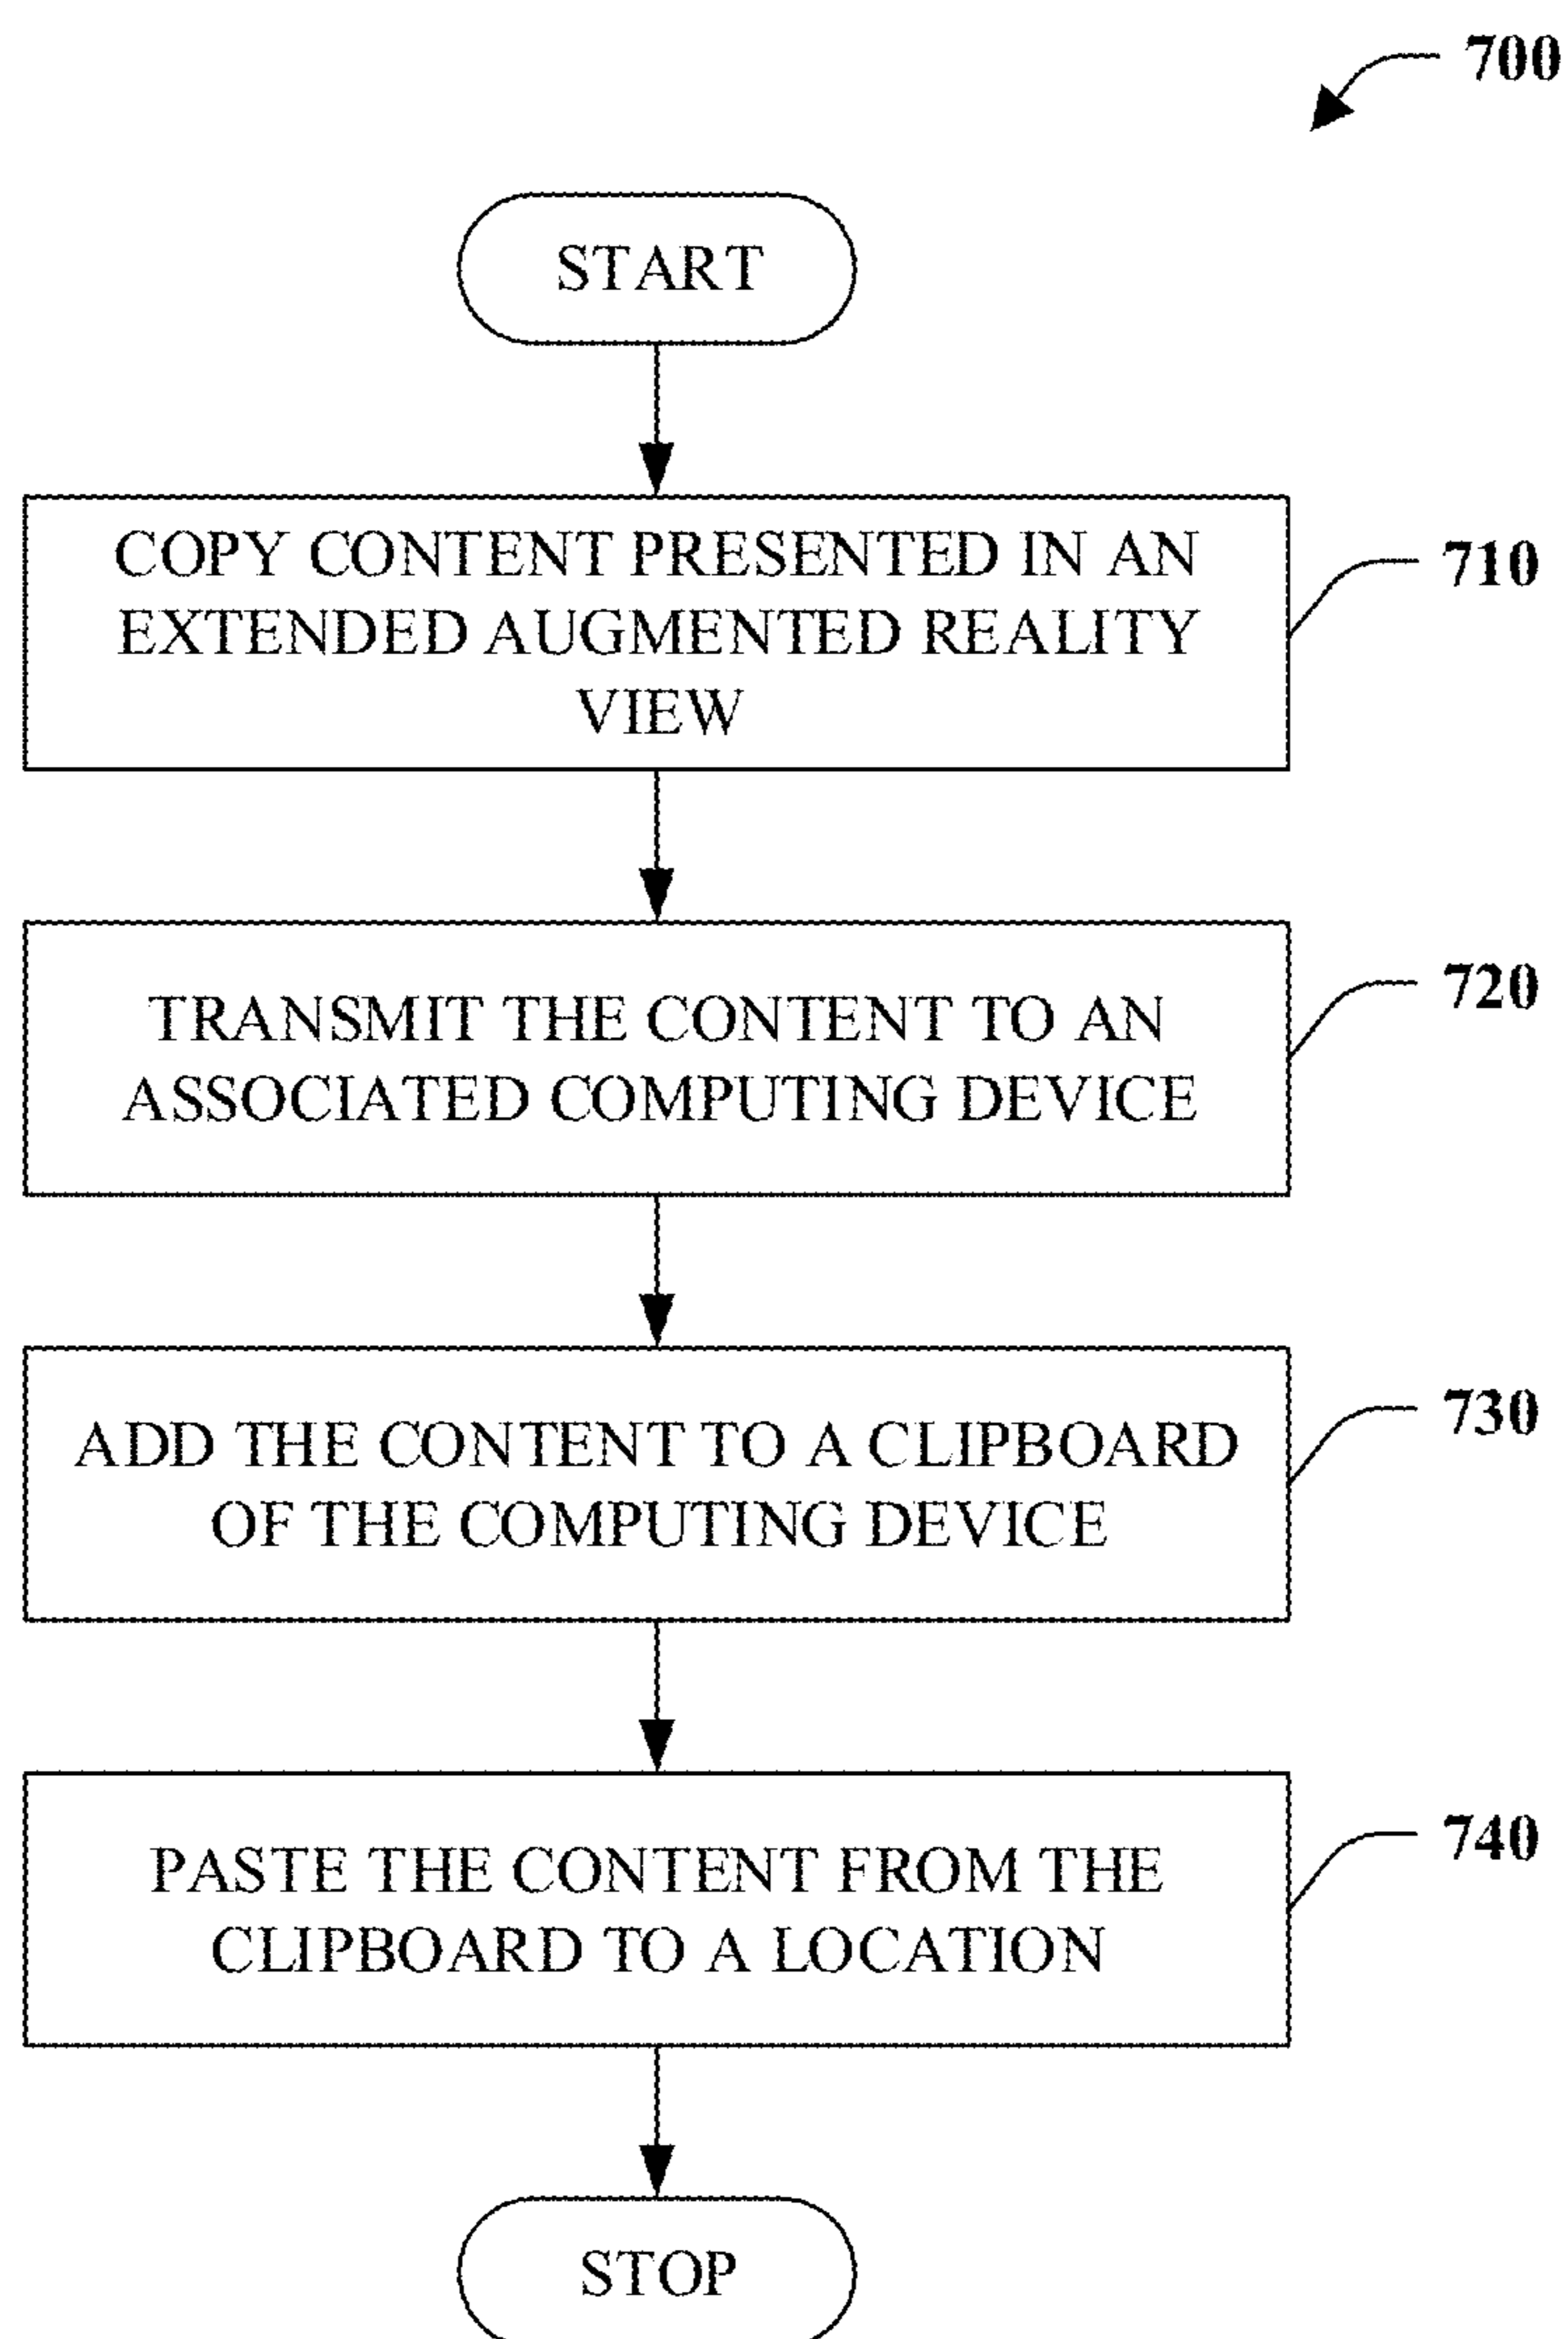 700
START
COPY CONTENT PRESENTED IN AN
EXTENDED AUGMENTED REALITY
VIEW
710
TRANSMIT THE CONTENT TO AN
ASSOCIATED COMPUTING DEVICE
720
ADD THE CONTENT TO A CLIPBOARD
OF THE COMPUTING DEVICE
730
PASTE THE CONTENT FROM THE
CLIPBOARD TO A LOCATION
740
STOP